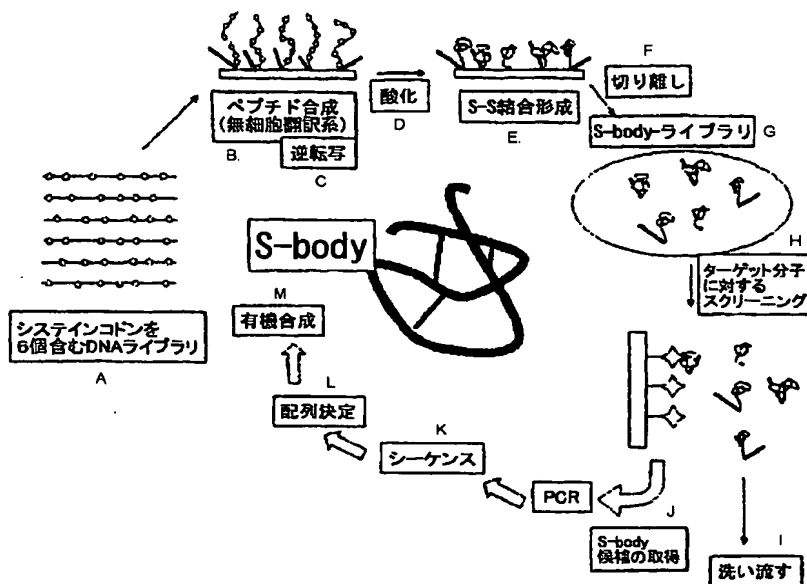 ペプチド合成
(無細胞翻訳系)
B.
逆転写
C
酸化
D
S-S結合形成
E.
F
切り離し
S-body-ライブラリ
G
H
ターゲット分子
に対する
スクリーニング
システインコドンを
6個含むDNAライブラリ
A
S-body
M
有機合成
L
配列決定
K
シーケンス
PCR
J
S-body
候補の取得
I
洗い流す